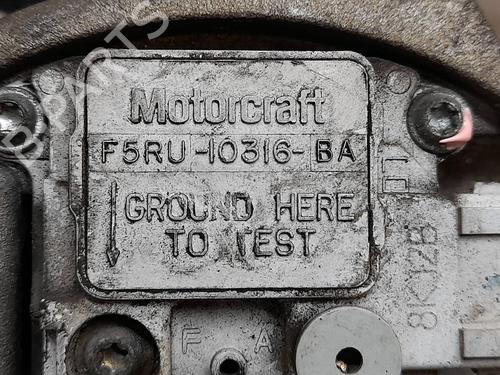 Motorcraft
F5RU-10316-BA
GROUND HERE
TO TEST
8K12B
F A